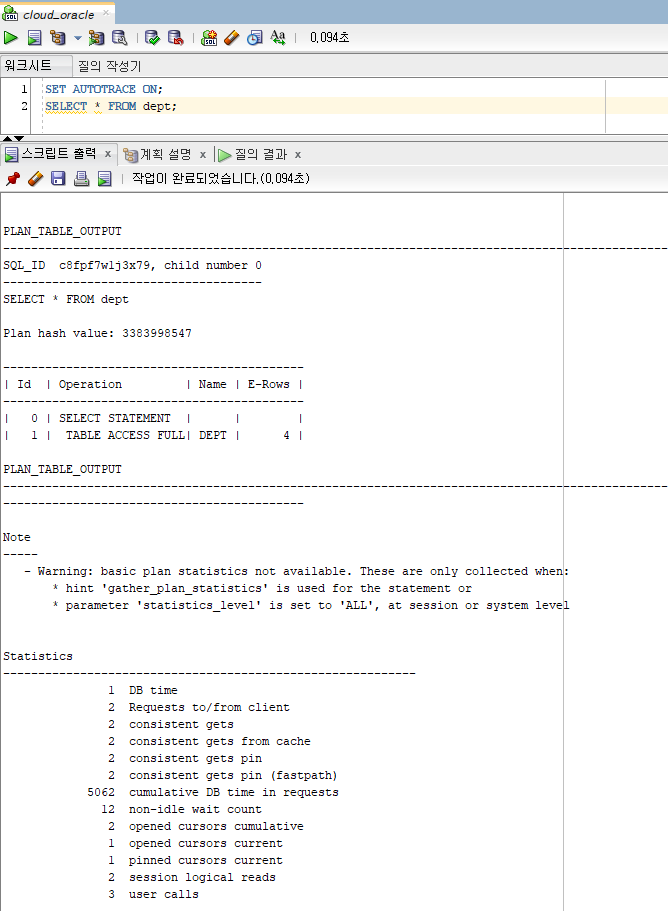 cloud_oracle
SQL Aa 0.094초
워크시트 질의 작성기
1 SET AUTOTRACE ON;
2 SELECT * FROM dept;
스크립트 출력 x 계획 설명 x 질의 결과 x
작업이 완료되었습니다.(0.094초)
PLAN_TABLE_OUTPUT
------------------------------------------------------------------------------------------------
SQL_ID  c8fpf7wlj3x79, child number 0
-------------------------------------
SELECT * FROM dept
Plan hash value: 3383998547
-------------------------------------------
| Id  | Operation         | Name | E-Rows |
-------------------------------------------
|   0 | SELECT STATEMENT  |      |        |
|   1 |  TABLE ACCESS FULL| DEPT |      4 |
PLAN_TABLE_OUTPUT
------------------------------------------------------------------------------------------------
-------------------------------------------
Note
-----
   - Warning: basic plan statistics not available. These are only collected when:
       * hint 'gather_plan_statistics' is used for the statement or
       * parameter 'statistics_level' is set to 'ALL', at session or system level
Statistics
-----------------------------------------------------------
               1  DB time
               2  Requests to/from client
               2  consistent gets
               2  consistent gets from cache
               2  consistent gets pin
               2  consistent gets pin (fastpath)
            5062  cumulative DB time in requests
              12  non-idle wait count
               2  opened cursors cumulative
               1  opened cursors current
               1  pinned cursors current
               2  session logical reads
               3  user calls